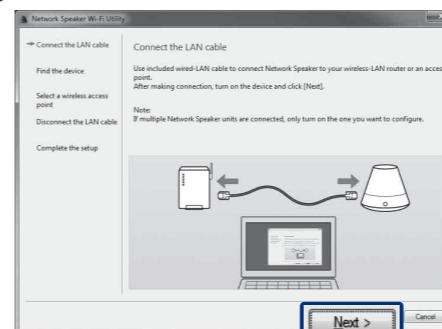 Network Speaker Wi-Fi Utility
Connect the LAN cable
Find the device
Select a wireless access
point
Disconnect the LAN cable
Complete the setup
Connect the LAN cable
Use included wired-LAN cable to connect Network Speaker to your wireless-LAN router or an access
point.
After making connection, turn on the device and click [Next].
Note:
If multiple Network Speaker units are connected, only turn on the one you want to configure.
Next >
Cancel